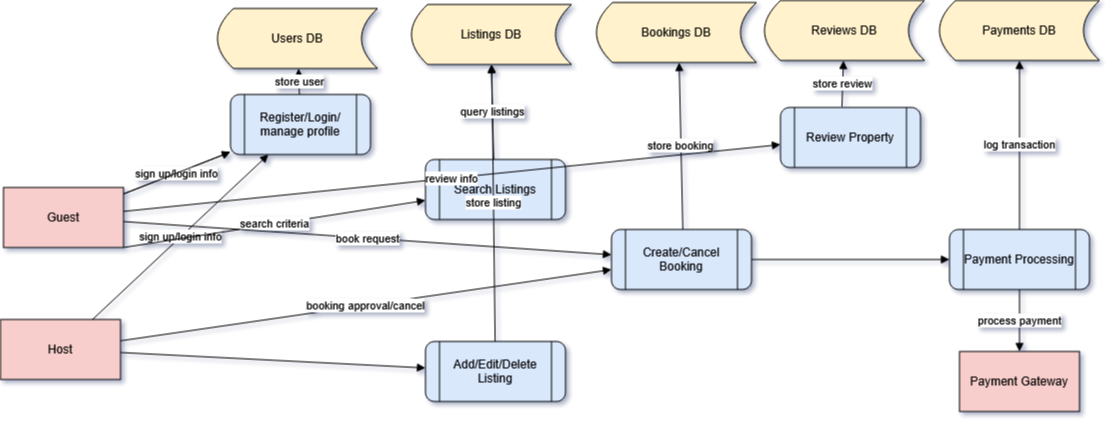 Users DB
Listings DB
Bookings DB
Reviews DB
Payments DB
store user
query listings
store review
Register/Login/
manage profile
Review Property
store booking
log transaction
sign up/login info
review info
Search Listings
store listing
Guest
search criteria
sign up/login info
book request
Create/Cancel
Booking
Payment Processing
booking approval/cancel
process payment
Host
Add/Edit/Delete
Listing
Payment Gateway